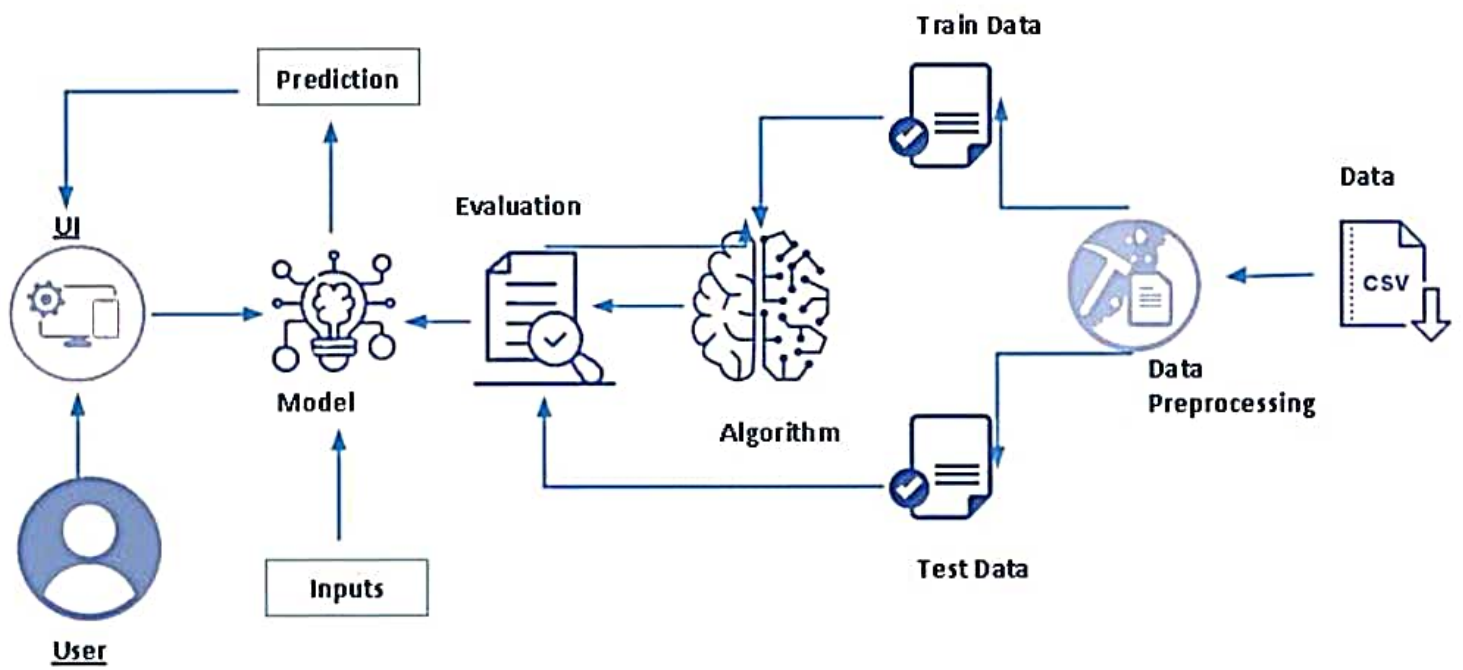 Train Data
Prediction
Data
Evaluation
UI
CSV
Model
Data
Preprocessing
Algorithm
Inputs
Test Data
User